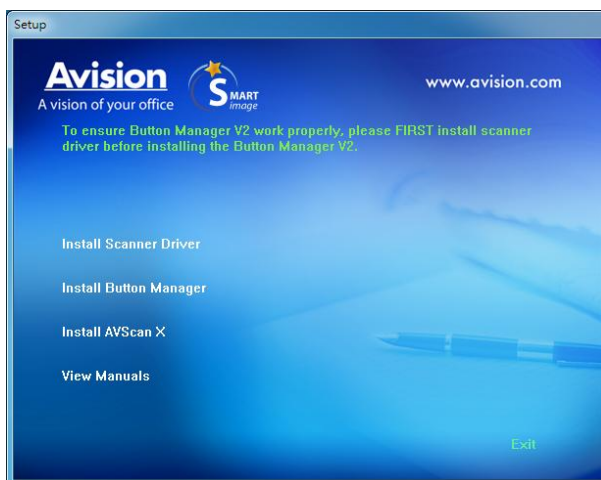 Setup
Avision
A vision of your office
SMART
image
www.avision.com
To ensure Button Manager V2 work properly, please FIRST install scanner
driver before installing the Button Manager V2.
Install Scanner Driver
Install Button Manager
Install AVScan X
View Manuals
Exit